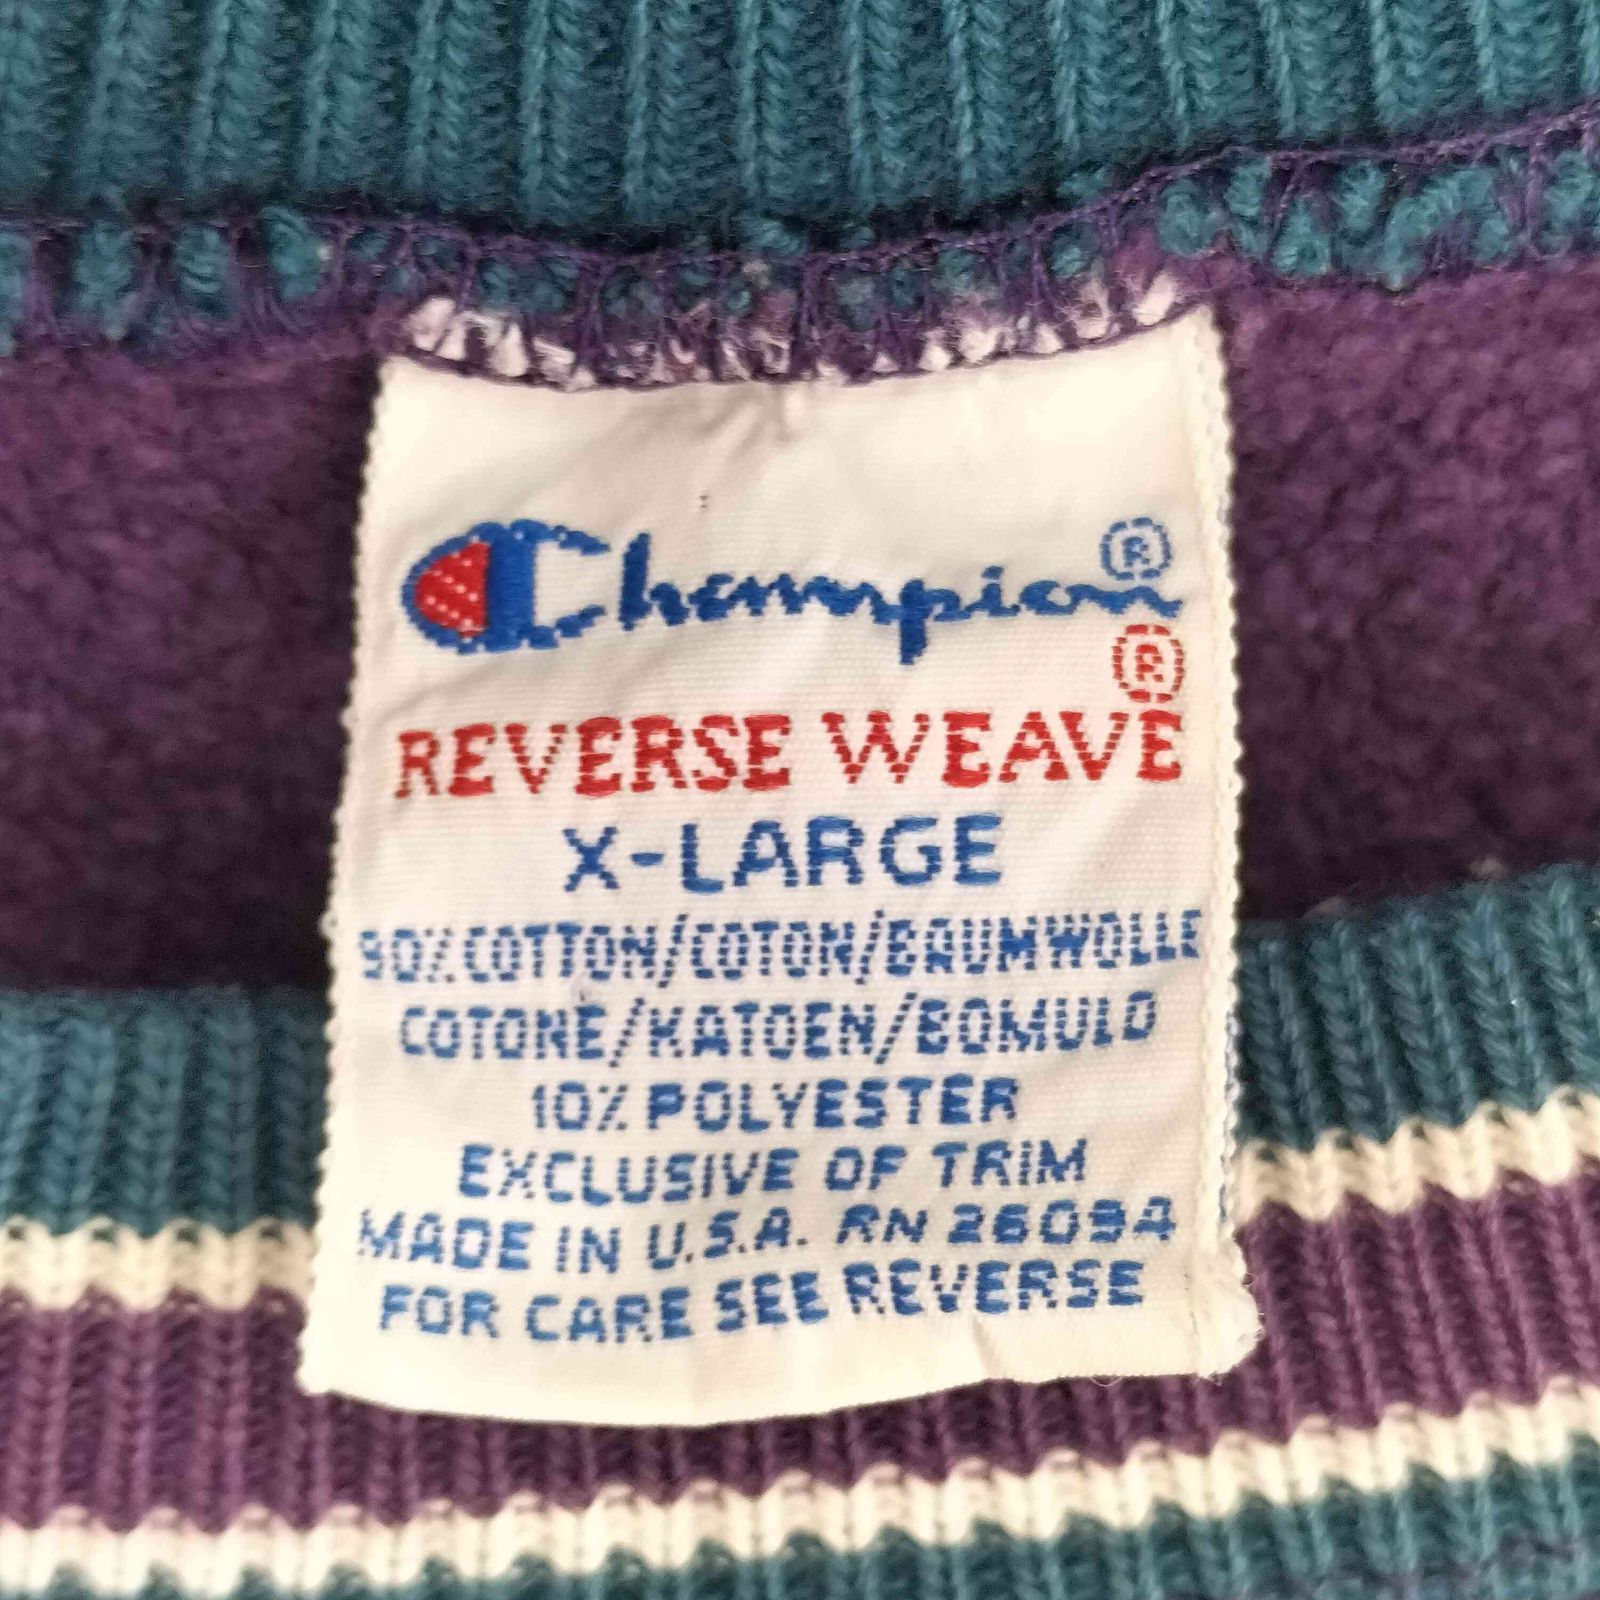 Champion®
®
REVERSE WEAVE
X-LARGE
90% COTTON/COTON/BAUMWOLLE
COTONE/KATOEN/BOMULD
10% POLYESTER
EXCLUSIVE OF TRIM
MADE IN U.S.A. RN 26094
FOR CARE SEE REVERSE